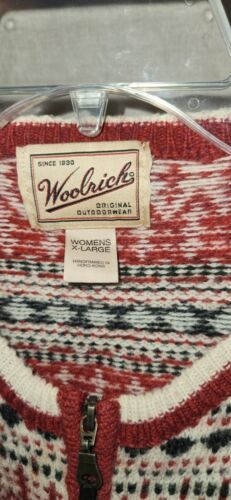 SINCE 1830
Woolrich
ORIGINAL
OUTDOORWEAR
WOMENS
X-LARGE
HANDFRAMED IN
HONG KONG